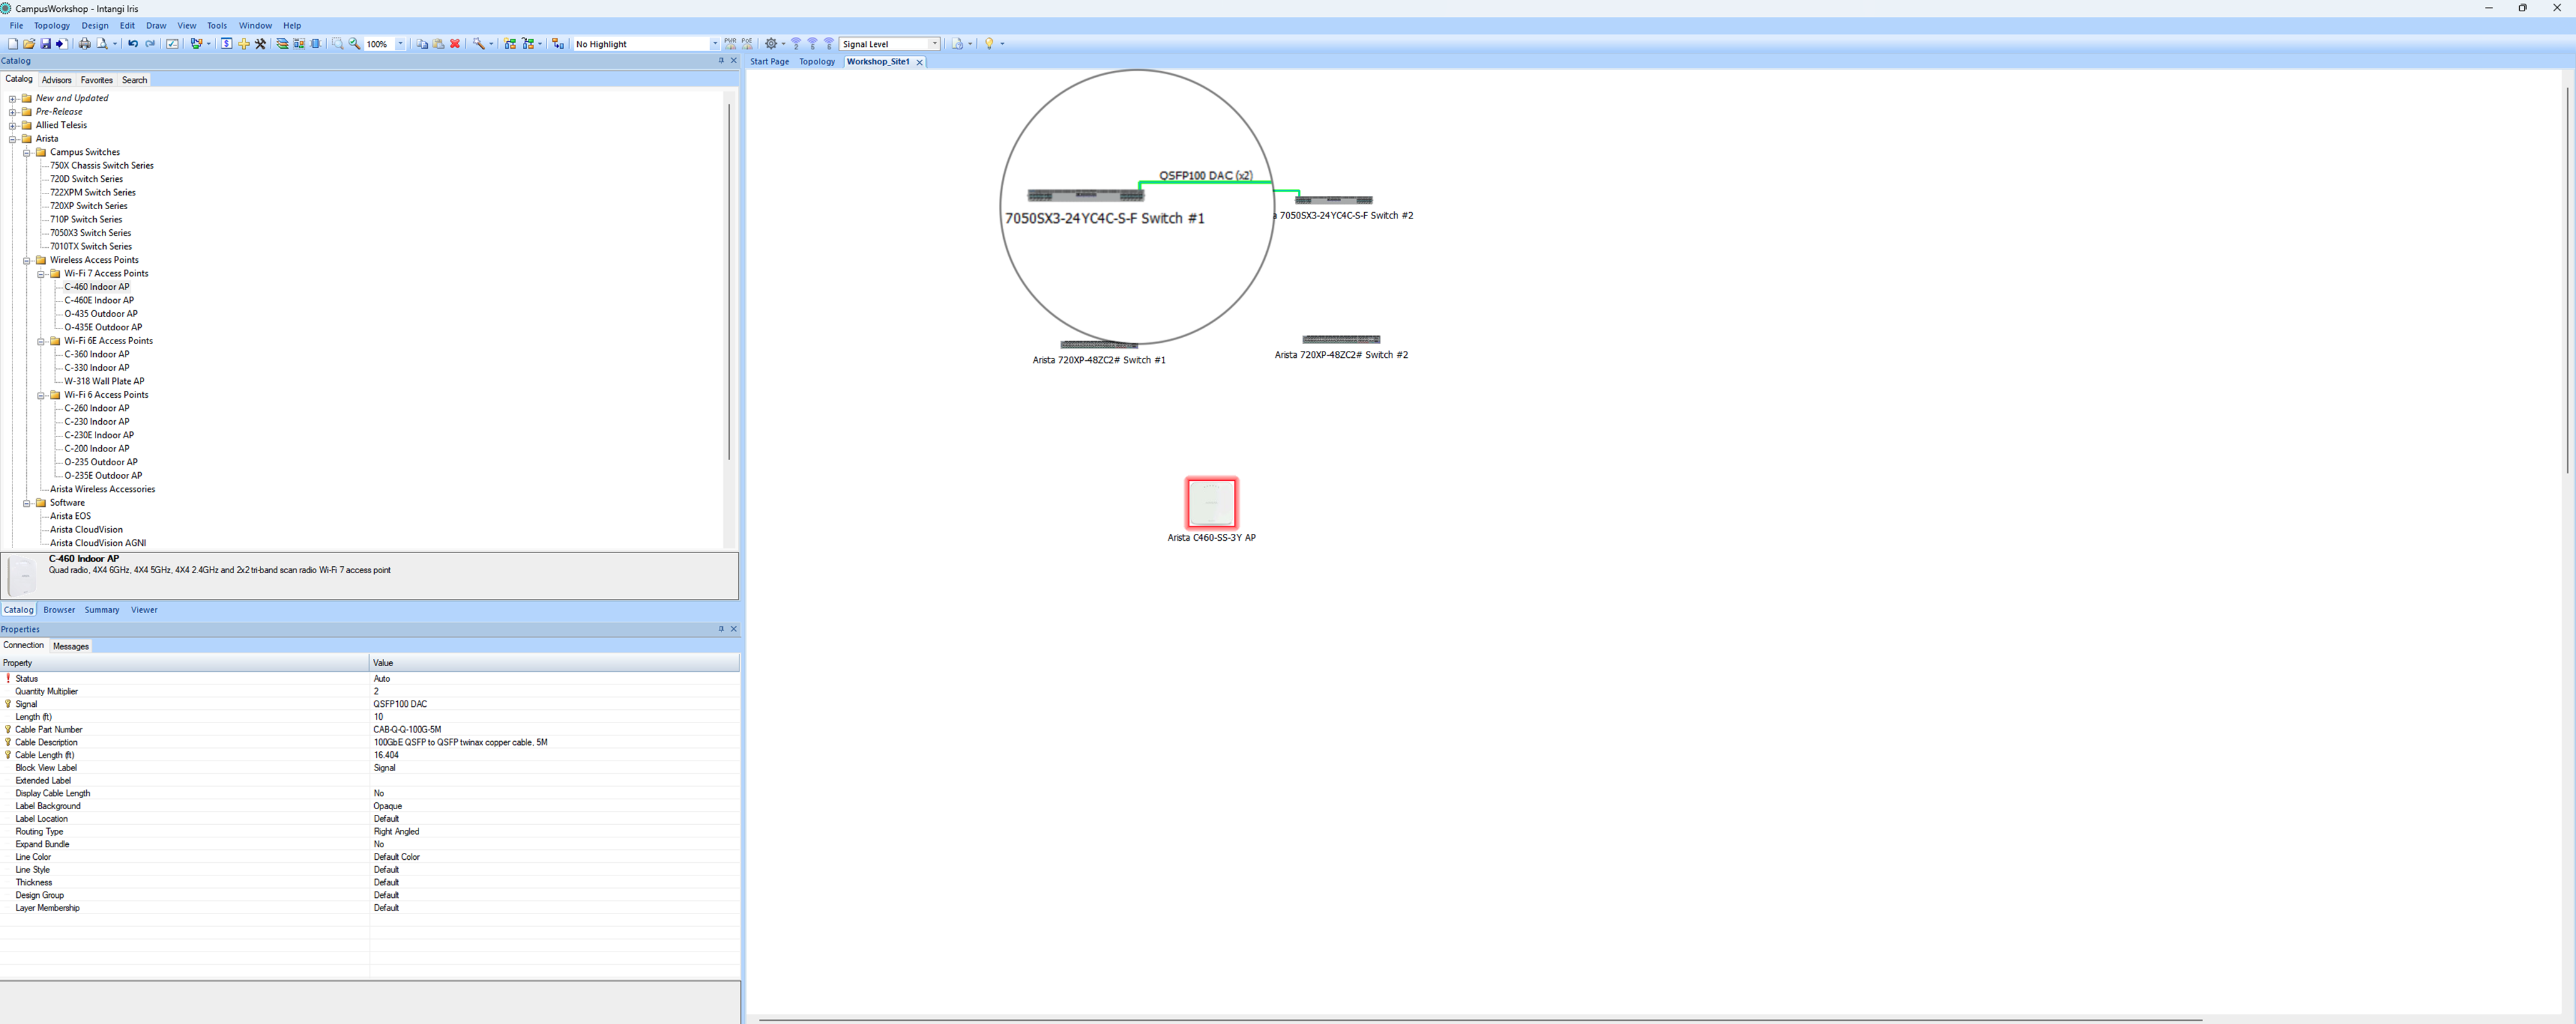 CampusWorkshop - Intangi Iris
File Topology Design Edit Draw View Tools Window Help
100% No Highlight PWR PoE Signal Level
Catalog
Catalog Advisors Favorites Search
New and Updated
Pre-Release
Allied Telesis
Arista
Campus Switches
750X Chassis Switch Series
720D Switch Series
722XPM Switch Series
720XP Switch Series
710P Switch Series
7050X3 Switch Series
7010TX Switch Series
Wireless Access Points
Wi-Fi 7 Access Points
C-460 Indoor AP
C-460E Indoor AP
O-435 Outdoor AP
O-435E Outdoor AP
Wi-Fi 6E Access Points
C-360 Indoor AP
C-330 Indoor AP
W-318 Wall Plate AP
Wi-Fi 6 Access Points
C-260 Indoor AP
C-230 Indoor AP
C-230E Indoor AP
C-200 Indoor AP
O-235 Outdoor AP
O-235E Outdoor AP
Arista Wireless Accessories
Software
Arista EOS
Arista CloudVision
Arista CloudVision AGNI
C-460 Indoor AP
Quad radio, 4X4 6GHz, 4X4 5GHz, 4X4 2.4GHz and 2x2 tri-band scan radio Wi-Fi 7 access point
Catalog Browser Summary Viewer
Properties
Connection Messages
Property Value
Status Auto
Quantity Multiplier 2
Signal QSFP100 DAC
Length (ft) 10
Cable Part Number CAB-Q-Q-100G-5M
Cable Description 100GbE QSFP to QSFP twinax copper cable, 5M
Cable Length (ft) 16.404
Block View Label Signal
Extended Label
Display Cable Length No
Label Background Opaque
Label Location Default
Routing Type Right Angled
Expand Bundle No
Line Color Default Color
Line Style Default
Thickness Default
Design Group Default
Layer Membership Default
Start Page Topology Workshop_Site1
QSFP100 DAC (x2)
7050SX3-24YC4C-S-F Switch #1
a 7050SX3-24YC4C-S-F Switch #2
Arista 720XP-48ZC2# Switch #1
Arista 720XP-48ZC2# Switch #2
Arista C460-SS-3Y AP